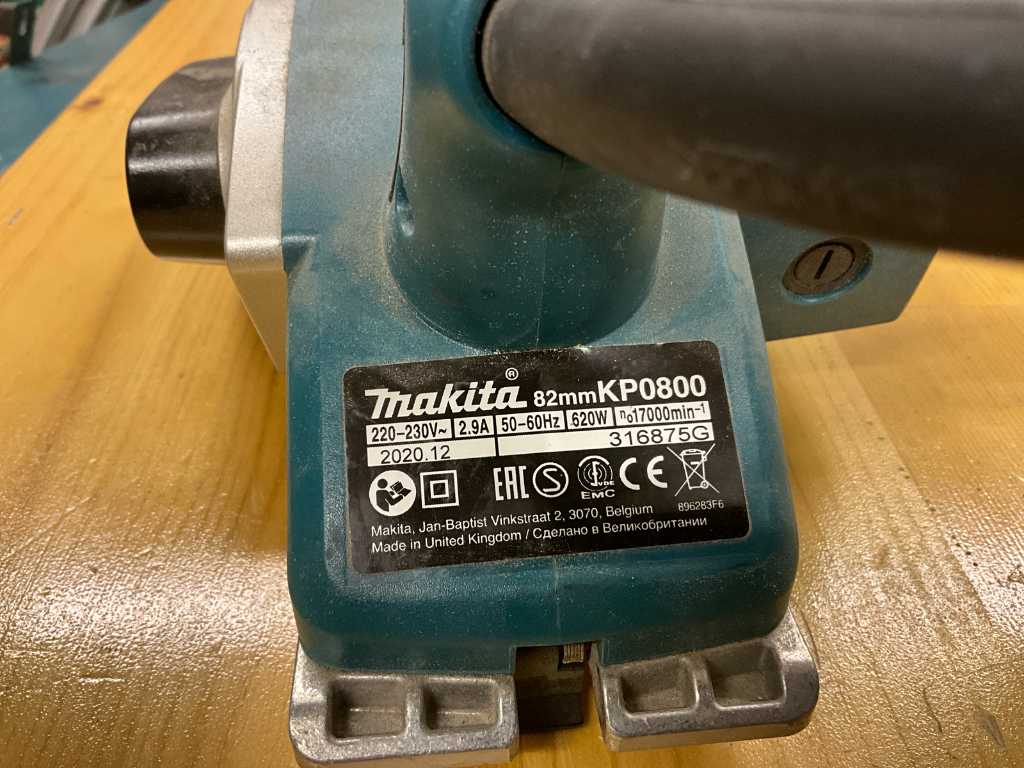 makita® 82mm KP0800
220-230V~ 2.9A 50-60Hz 620W n₀17000min⁻¹
2020.12 316875G
EAC S VDE EMC CE
896283F6
Makita, Jan-Baptist Vinkstraat 2, 3070, Belgium
Made in United Kingdom / Сделано в Великобритании